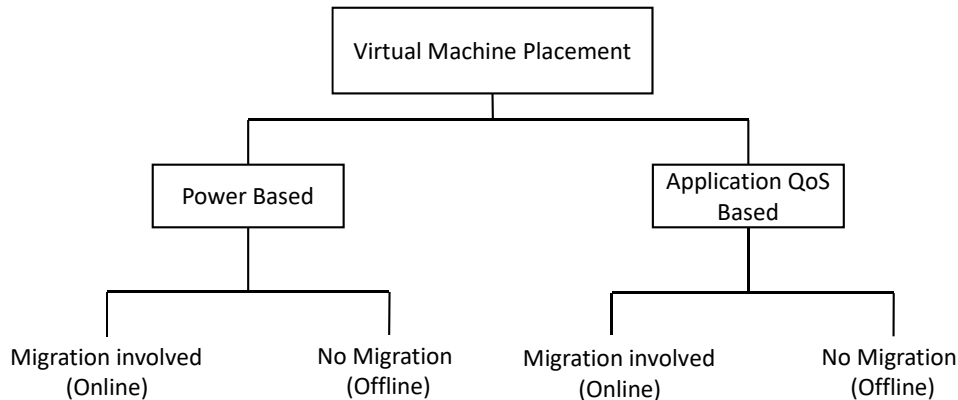 Virtual Machine Placement
Power Based
Application QoS
Based
Migration involved
(Online)
No Migration
(Offline)
Migration involved
(Online)
No Migration
(Offline)